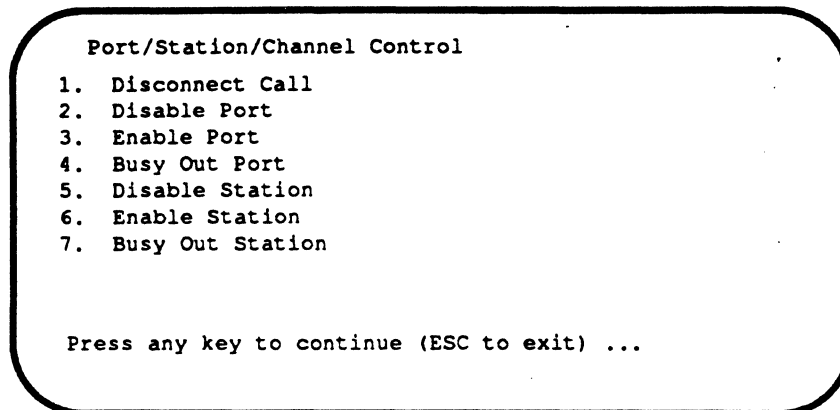 Port/Station/Channel Control
1. Disconnect Call
2. Disable Port
3. Enable Port
4. Busy Out Port
5. Disable Station
6. Enable Station
7. Busy Out Station
Press any key to continue (ESC to exit) ...